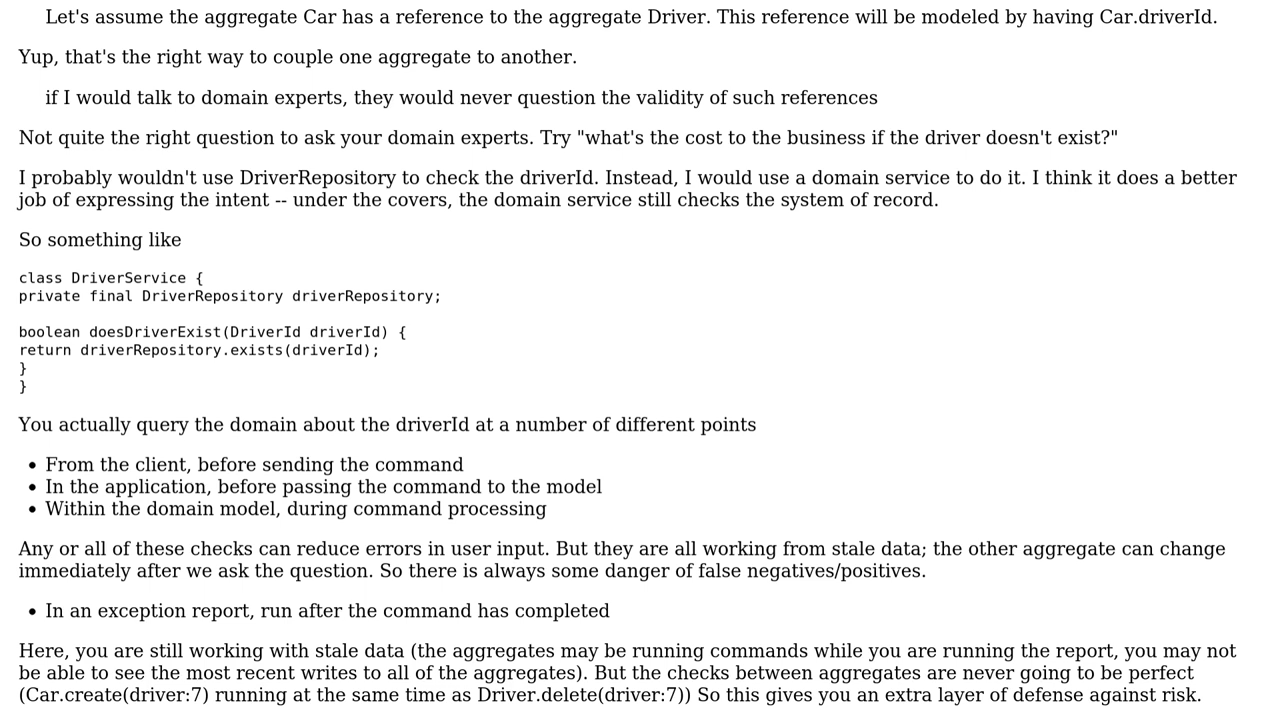 Let's assume the aggregate Car has a reference to the aggregate Driver. This reference will be modeled by having Car.driverId.
Yup, that's the right way to couple one aggregate to another.
if I would talk to domain experts, they would never question the validity of such references
Not quite the right question to ask your domain experts. Try "what's the cost to the business if the driver doesn't exist?"
I probably wouldn't use DriverRepository to check the driverId. Instead, I would use a domain service to do it. I think it does a better
job of expressing the intent -- under the covers, the domain service still checks the system of record.
So something like
class DriverService {
private final DriverRepository driverRepository;
boolean doesDriverExist(DriverId driverId) {
return driverRepository.exists(driverId);
}
}
You actually query the domain about the driverId at a number of different points
• From the client, before sending the command
• In the application, before passing the command to the model
• Within the domain model, during command processing
Any or all of these checks can reduce errors in user input. But they are all working from stale data; the other aggregate can change
immediately after we ask the question. So there is always some danger of false negatives/positives.
• In an exception report, run after the command has completed
Here, you are still working with stale data (the aggregates may be running commands while you are running the report, you may not
be able to see the most recent writes to all of the aggregates). But the checks between aggregates are never going to be perfect
(Car.create(driver:7) running at the same time as Driver.delete(driver:7)) So this gives you an extra layer of defense against risk.